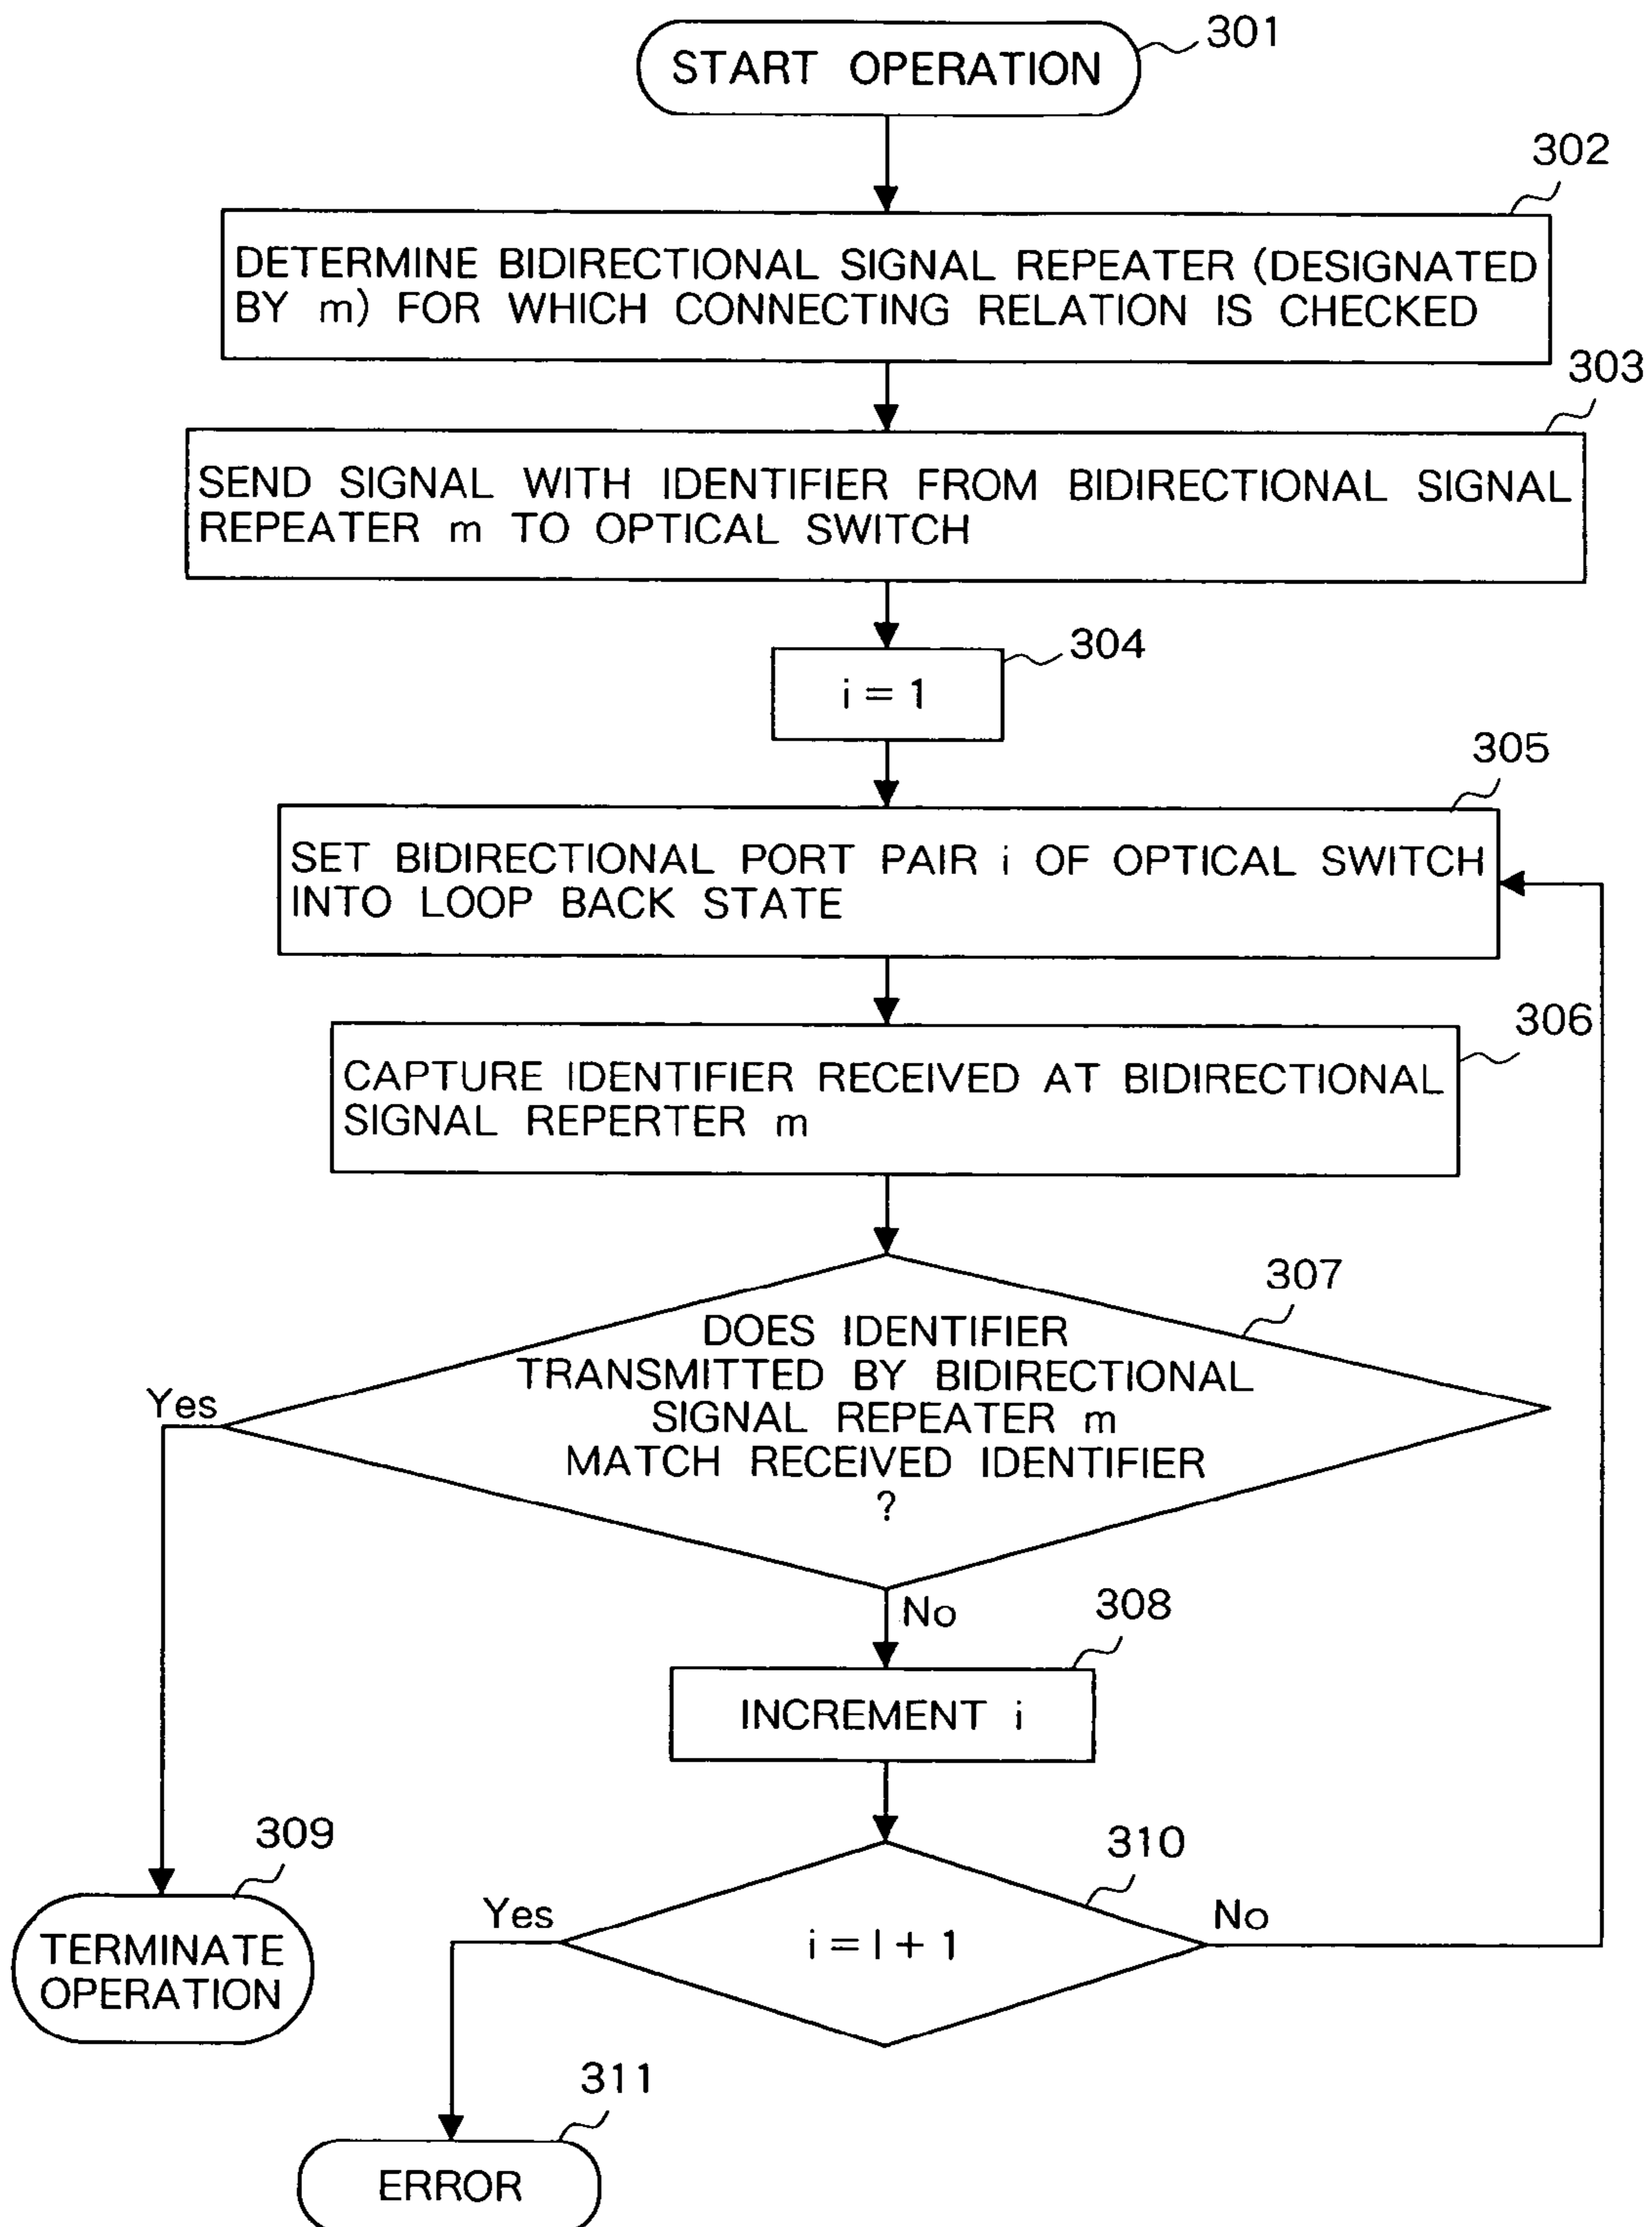 START OPERATION
301
302
DETERMINE BIDIRECTIONAL SIGNAL REPEATER (DESIGNATED
BY m) FOR WHICH CONNECTING RELATION IS CHECKED
303
SEND SIGNAL WITH IDENTIFIER FROM BIDIRECTIONAL SIGNAL
REPEATER m TO OPTICAL SWITCH
304
i = 1
305
SET BIDIRECTIONAL PORT PAIR i OF OPTICAL SWITCH
INTO LOOP BACK STATE
306
CAPTURE IDENTIFIER RECEIVED AT BIDIRECTIONAL
SIGNAL REPERTER m
307
DOES IDENTIFIER
TRANSMITTED BY BIDIRECTIONAL
SIGNAL REPEATER m
MATCH RECEIVED IDENTIFIER
?
Yes
No
308
INCREMENT i
309
TERMINATE
OPERATION
310
i = I + 1
Yes
No
311
ERROR